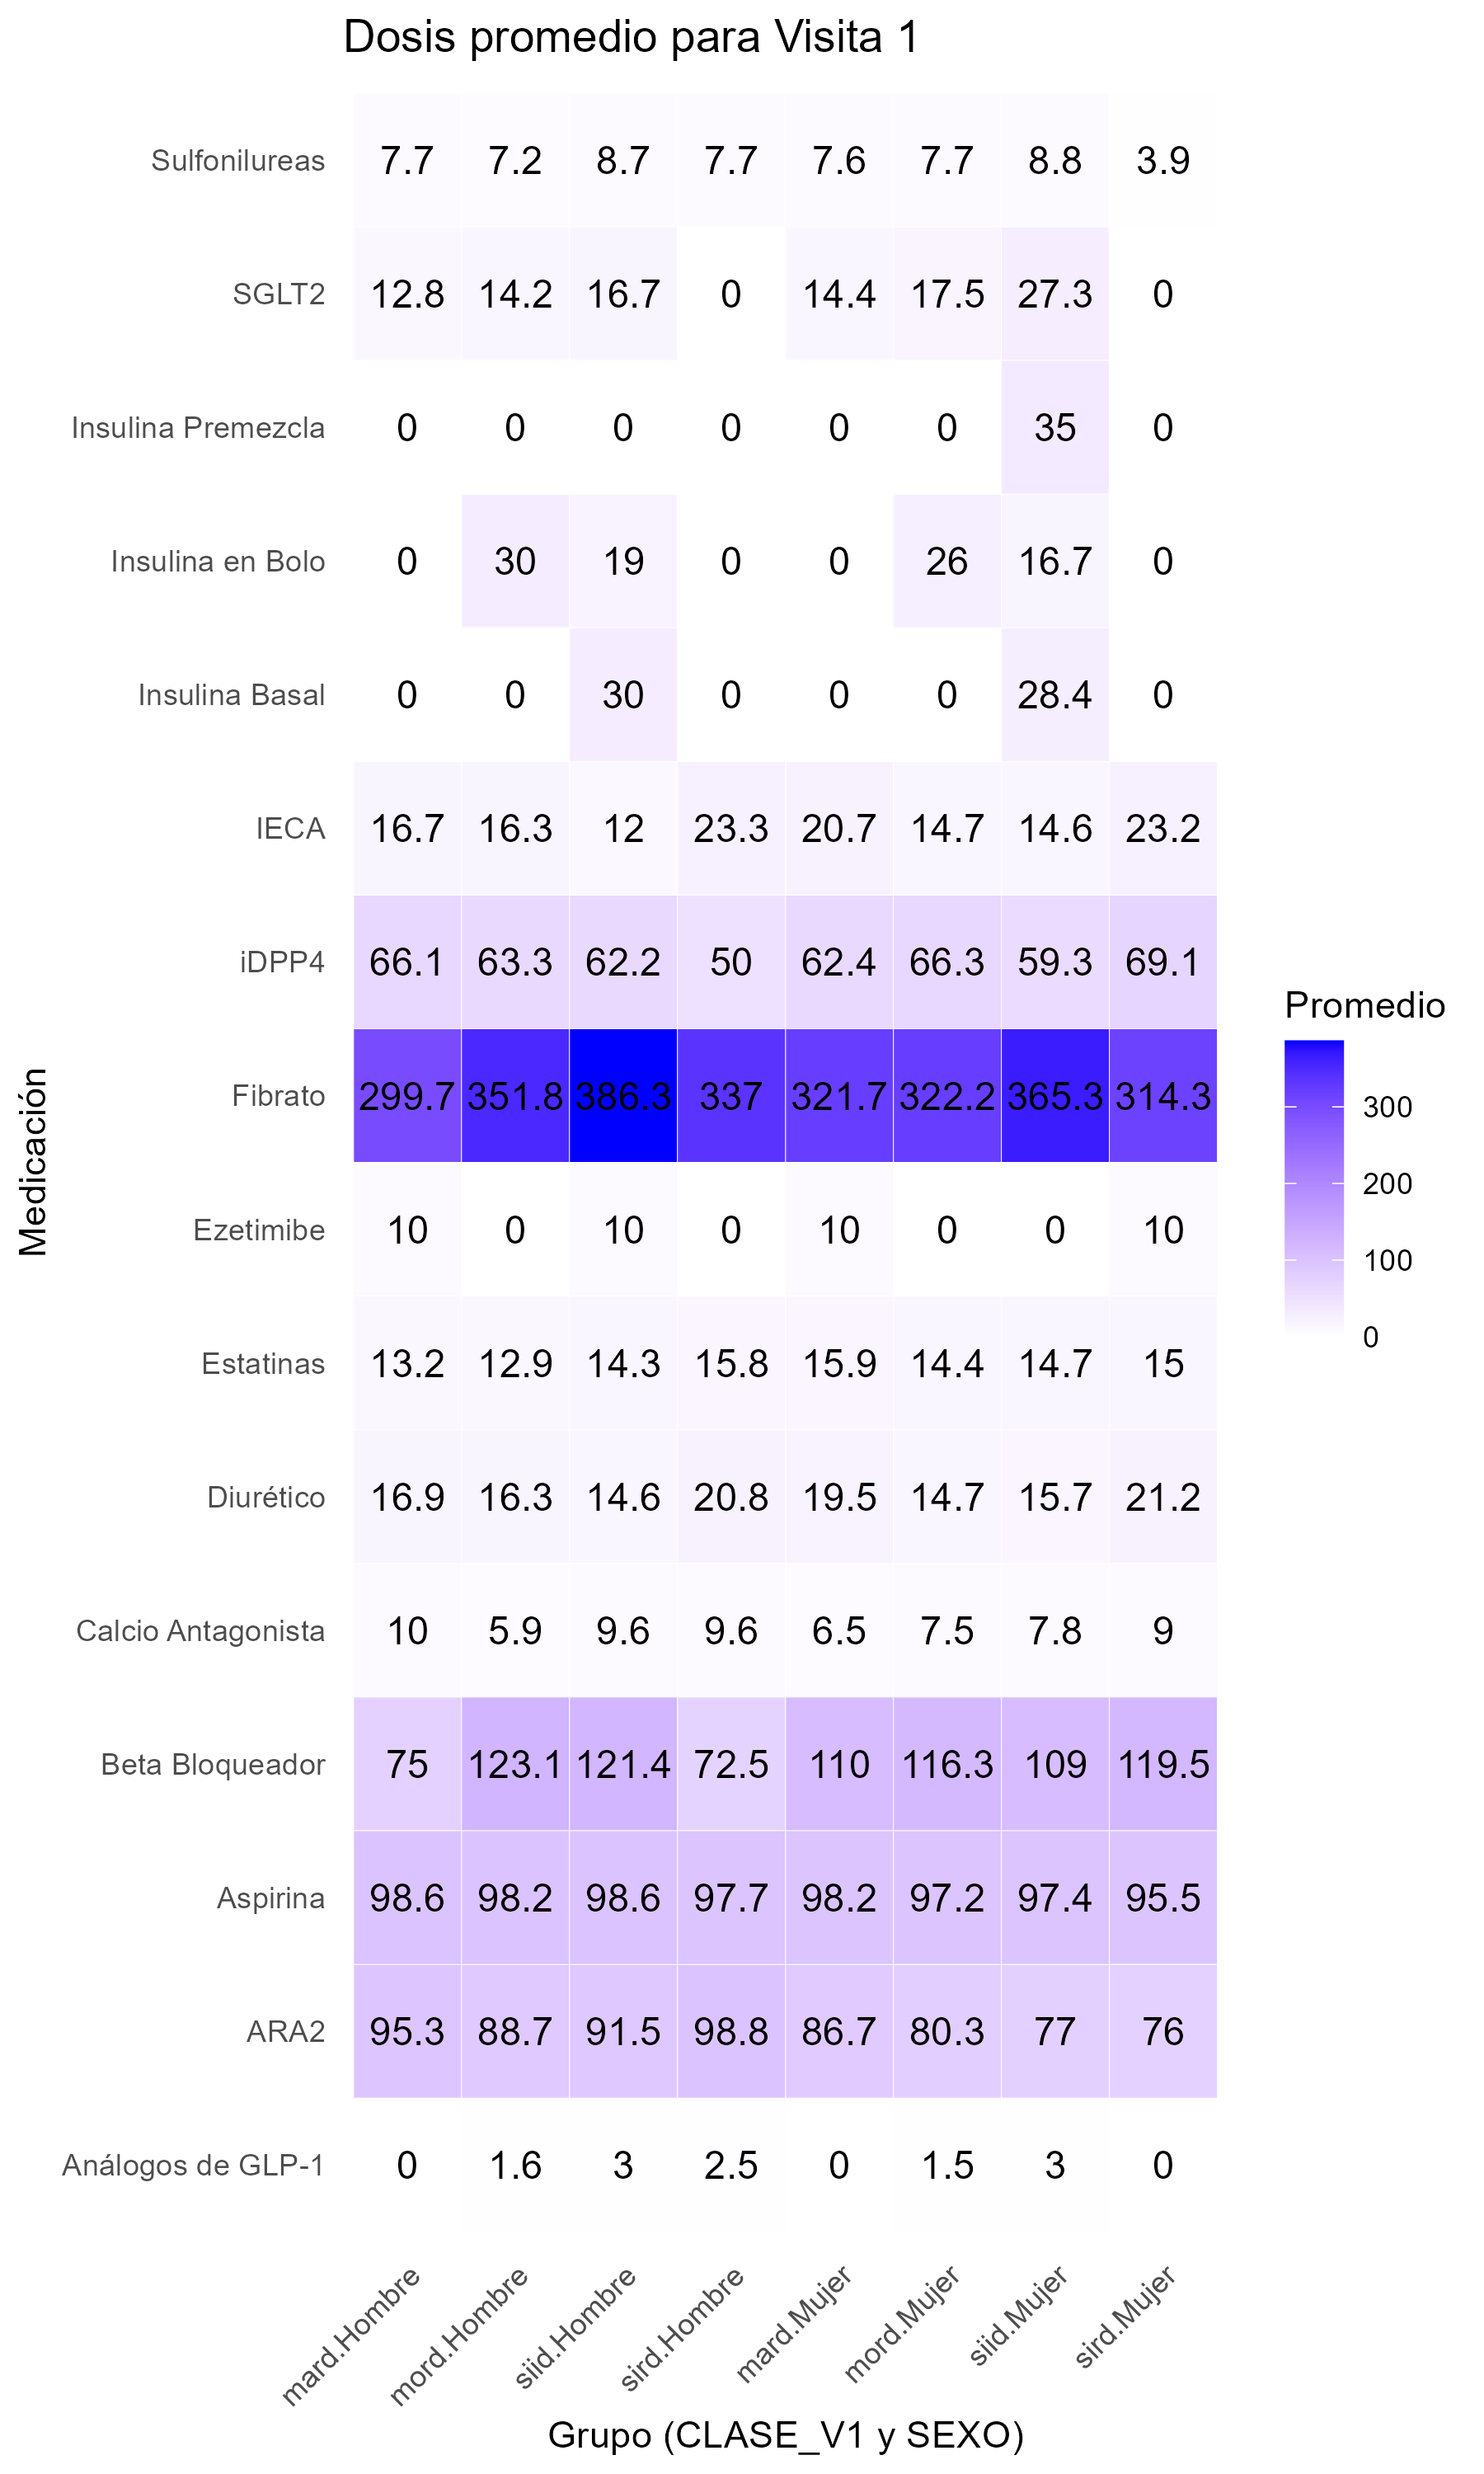 Dosis promedio para Visita 1
Sulfonilureas 7.7 7.2 8.7 7.7 7.6 7.7 8.8 3.9
SGLT2 12.8 14.2 16.7 0 14.4 17.5 27.3 0
Insulina Premezcla 0 0 0 0 0 0 35 0
Insulina en Bolo 0 30 19 0 0 26 16.7 0
Insulina Basal 0 0 30 0 0 0 28.4 0
IECA 16.7 16.3 12 23.3 20.7 14.7 14.6 23.2
iDPP4 66.1 63.3 62.2 50 62.4 66.3 59.3 69.1
Fibrato 299.7 351.8 386.3 337 321.7 322.2 365.3 314.3
Ezetimibe 10 0 10 0 10 0 0 10
Estatinas 13.2 12.9 14.3 15.8 15.9 14.4 14.7 15
Diurético 16.9 16.3 14.6 20.8 19.5 14.7 15.7 21.2
Calcio Antagonista 10 5.9 9.6 9.6 6.5 7.5 7.8 9
Beta Bloqueador 75 123.1 121.4 72.5 110 116.3 109 119.5
Aspirina 98.6 98.2 98.6 97.7 98.2 97.2 97.4 95.5
ARA2 95.3 88.7 91.5 98.8 86.7 80.3 77 76
Análogos de GLP-1 0 1.6 3 2.5 0 1.5 3 0
mard.Hombre mord.Hombre siid.Hombre sird.Hombre mard.Mujer mord.Mujer siid.Mujer sird.Mujer
Grupo (CLASE_V1 y SEXO)
Medicación
Promedio
300
200
100
0